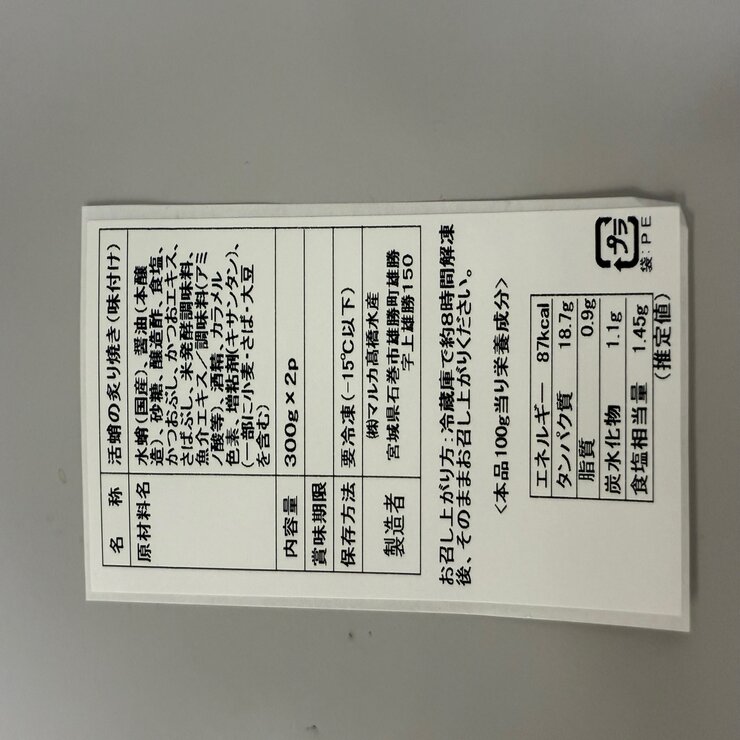 名　称　活蛸の炙り焼き(味付け)
原材料名　水蛸(国産)、醤油(本醸
造)、砂糖、醸造酢、食塩、
かつおぶし、かつおエキス、
さばぶし、米発酵調味料、
魚介エキス／調味料(アミ
ノ酸等)、酒精、カラメル
色素、増粘剤(キサンタン)、
(一部に小麦・さば・大豆
を含む)
内容量　300g×2p
賞味期限
保存方法　要冷凍(-15℃以下)
製造者　㈱マルカ高橋水産
宮城県石巻市雄勝町雄勝
字上雄勝150
お召し上がり方:冷蔵庫で約8時間解凍
後、そのままお召し上がりください。
<本品100g当り栄養成分>
エネルギー　87kcal
タンパク質　18.7g
脂質　0.9g
炭水化物　1.1g
食塩相当量　1.45g
(推定値)
プラ
袋:PE